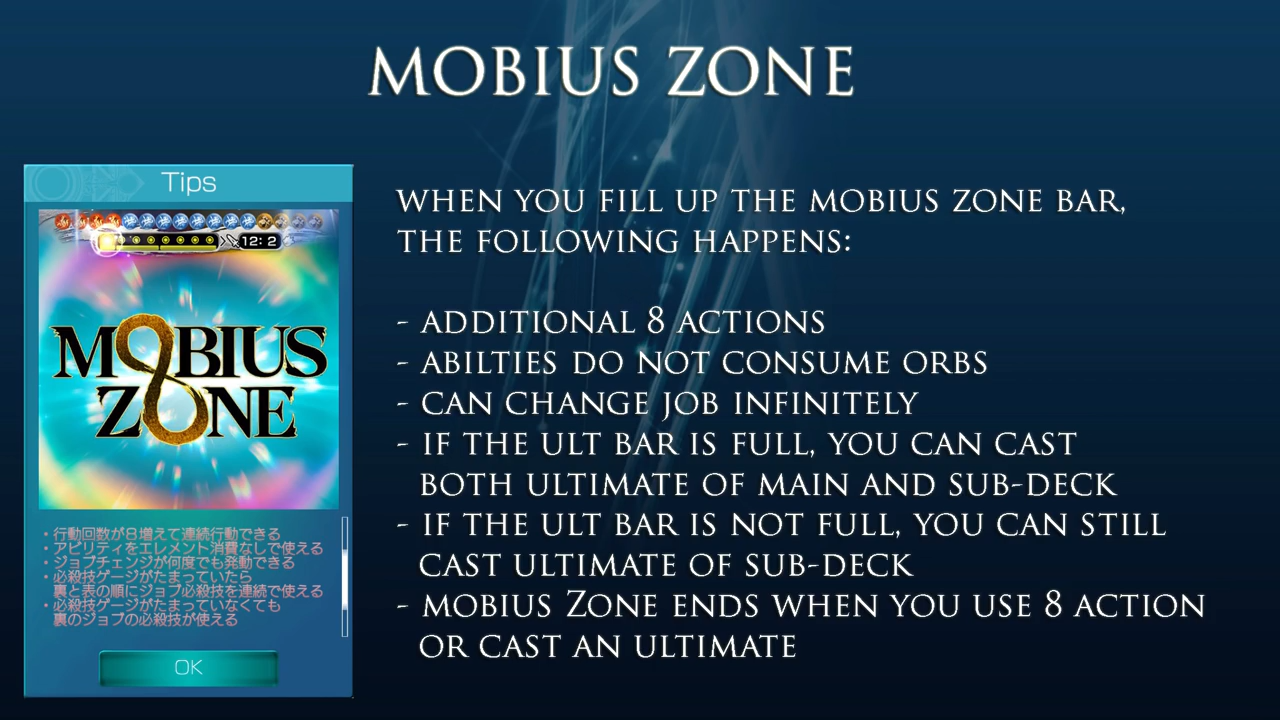 MOBIUS ZONE
Tips
12: 2
MOBIUS
ZONE
・行動回数が8増えて連続行動できる
・アビリティをエレメント消費なしで使える
・ジョブチェンジが何度でも発動できる
・必殺技ゲージがたまっていたら
裏と表の順にジョブ必殺技を連続で使える
・必殺技ゲージがたまっていなくても
裏のジョブの必殺技が使える
OK
WHEN YOU FILL UP THE MOBIUS ZONE BAR,
THE FOLLOWING HAPPENS:
- ADDITIONAL 8 ACTIONS
- ABILTIES DO NOT CONSUME ORBS
- CAN CHANGE JOB INFINITELY
- IF THE ULT BAR IS FULL, YOU CAN CAST
BOTH ULTIMATE OF MAIN AND SUB-DECK
- IF THE ULT BAR IS NOT FULL, YOU CAN STILL
CAST ULTIMATE OF SUB-DECK
- MOBIUS ZONE ENDS WHEN YOU USE 8 ACTION
OR CAST AN ULTIMATE